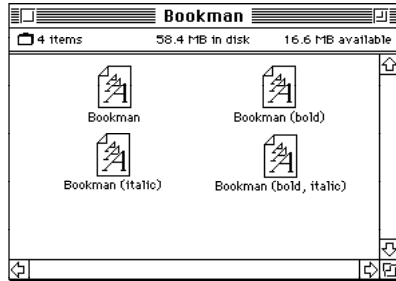 Bookman
4 items 58.4 MB in disk 16.6 MB available
Bookman Bookman (bold)
Bookman (italic) Bookman (bold, italic)